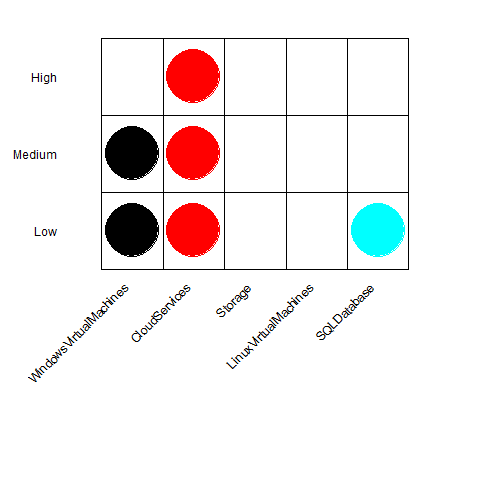 High
Medium
Low
WindowsVirtualMachines
CloudServices
Storage
LinuxVirtualMachines
SQLDatabase